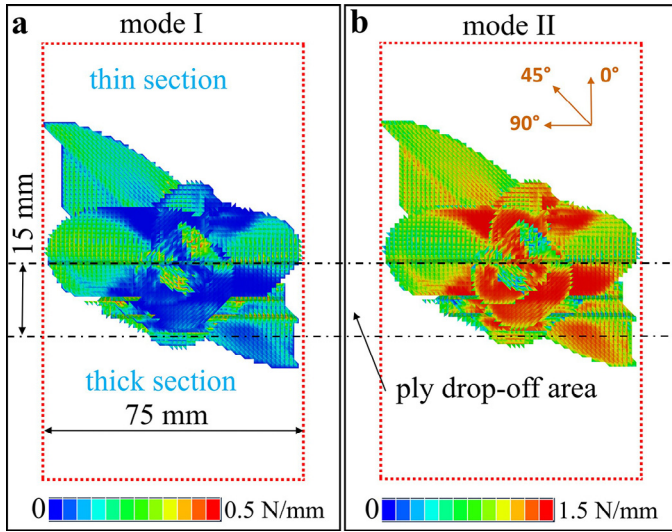 a
mode I
thin section
15 mm
thick section
75 mm
0
0.5 N/mm
b
mode II
45°
0°
90°
ply drop-off area
0
1.5 N/mm